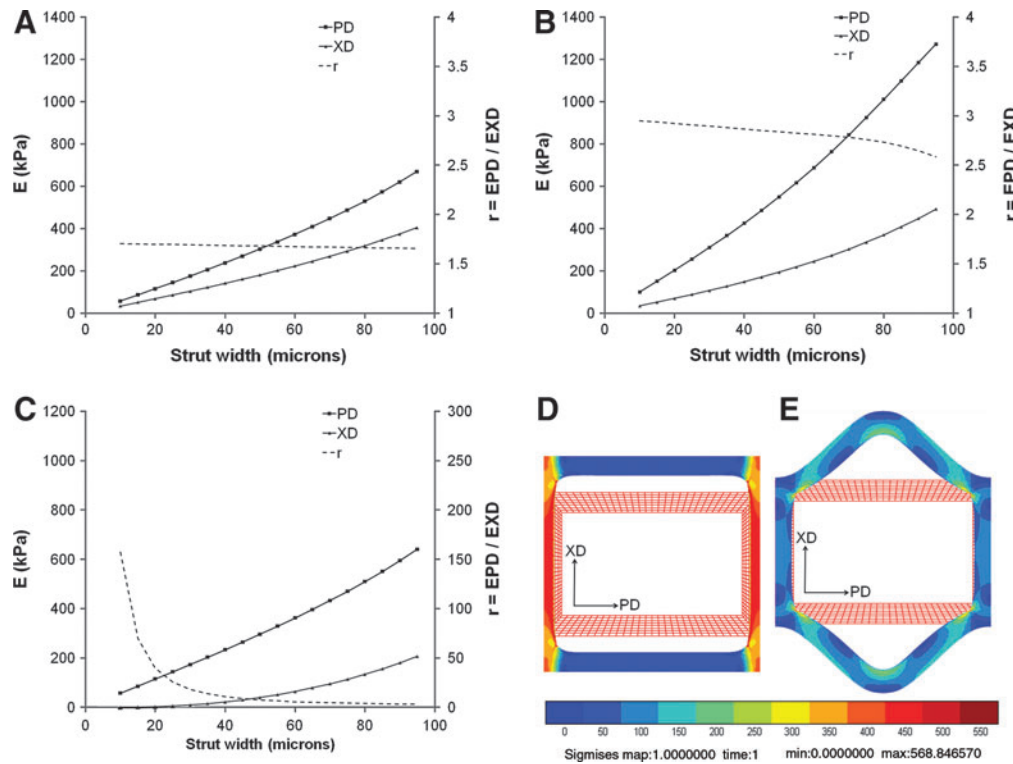 A
1400
1200
1000
800
600
400
200
0
E (kPa)
PD
XD
r
4
3.5
3
2.5
2
1.5
1
r = EPD / EXD
0 20 40 60 80 100
Strut width (microns)
B
1400
1200
1000
800
600
400
200
0
E (kPa)
PD
XD
r
4
3.5
3
2.5
2
1.5
1
r = EPD / EXD
0 20 40 60 80 100
Strut width (microns)
C
1200
1000
800
600
400
200
0
E (kPa)
PD
XD
r
300
250
200
150
100
50
0
r = EPD / EXD
0 20 40 60 80 100
Strut width (microns)
D
XD
PD
E
XD
PD
0 50 100 150 200 250 300 350 400 450 500 550
Sigmises map:1.0000000 time:1 min:0.0000000 max:568.846570